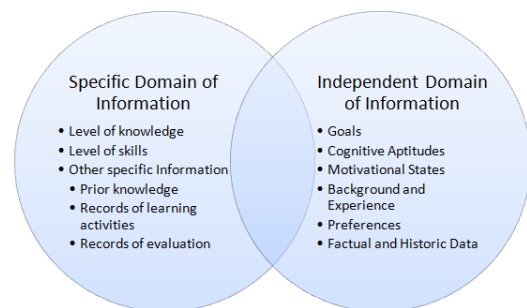 Specific Domain of
Information
• Level of knowledge
• Level of skills
• Other specific Information
• Prior knowledge
• Records of learning
activities
• Records of evaluation
Independent Domain
of Information
• Goals
• Cognitive Aptitudes
• Motivational States
• Background and
Experience
• Preferences
• Factual and Historic Data